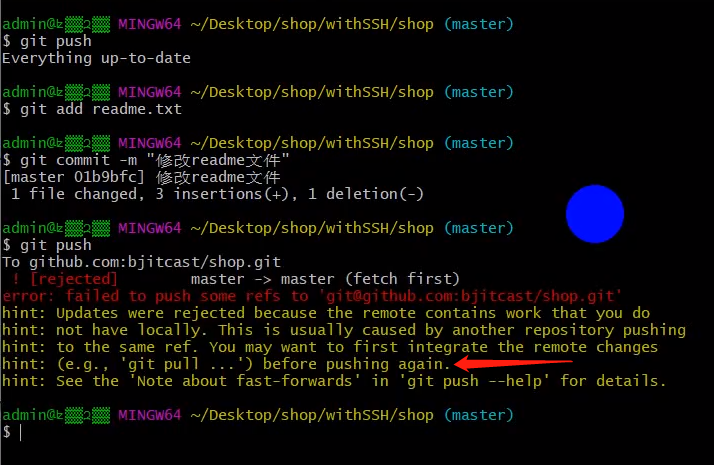 admin@ MINGW64 ~/Desktop/shop/withSSH/shop (master)
$ git push
Everything up-to-date
admin@ MINGW64 ~/Desktop/shop/withSSH/shop (master)
$ git add readme.txt
admin@ MINGW64 ~/Desktop/shop/withSSH/shop (master)
$ git commit -m "修改readme文件"
[master 01b9bfc] 修改readme文件
1 file changed, 3 insertions(+), 1 deletion(-)
admin@ MINGW64 ~/Desktop/shop/withSSH/shop (master)
$ git push
To github.com:bjitcast/shop.git
! [rejected] master -> master (fetch first)
error: failed to push some refs to 'git@github.com:bjitcast/shop.git'
hint: Updates were rejected because the remote contains work that you do
hint: not have locally. This is usually caused by another repository pushing
hint: to the same ref. You may want to first integrate the remote changes
hint: (e.g., 'git pull ...') before pushing again.
hint: See the 'Note about fast-forwards' in 'git push --help' for details.
admin@ MINGW64 ~/Desktop/shop/withSSH/shop (master)
$